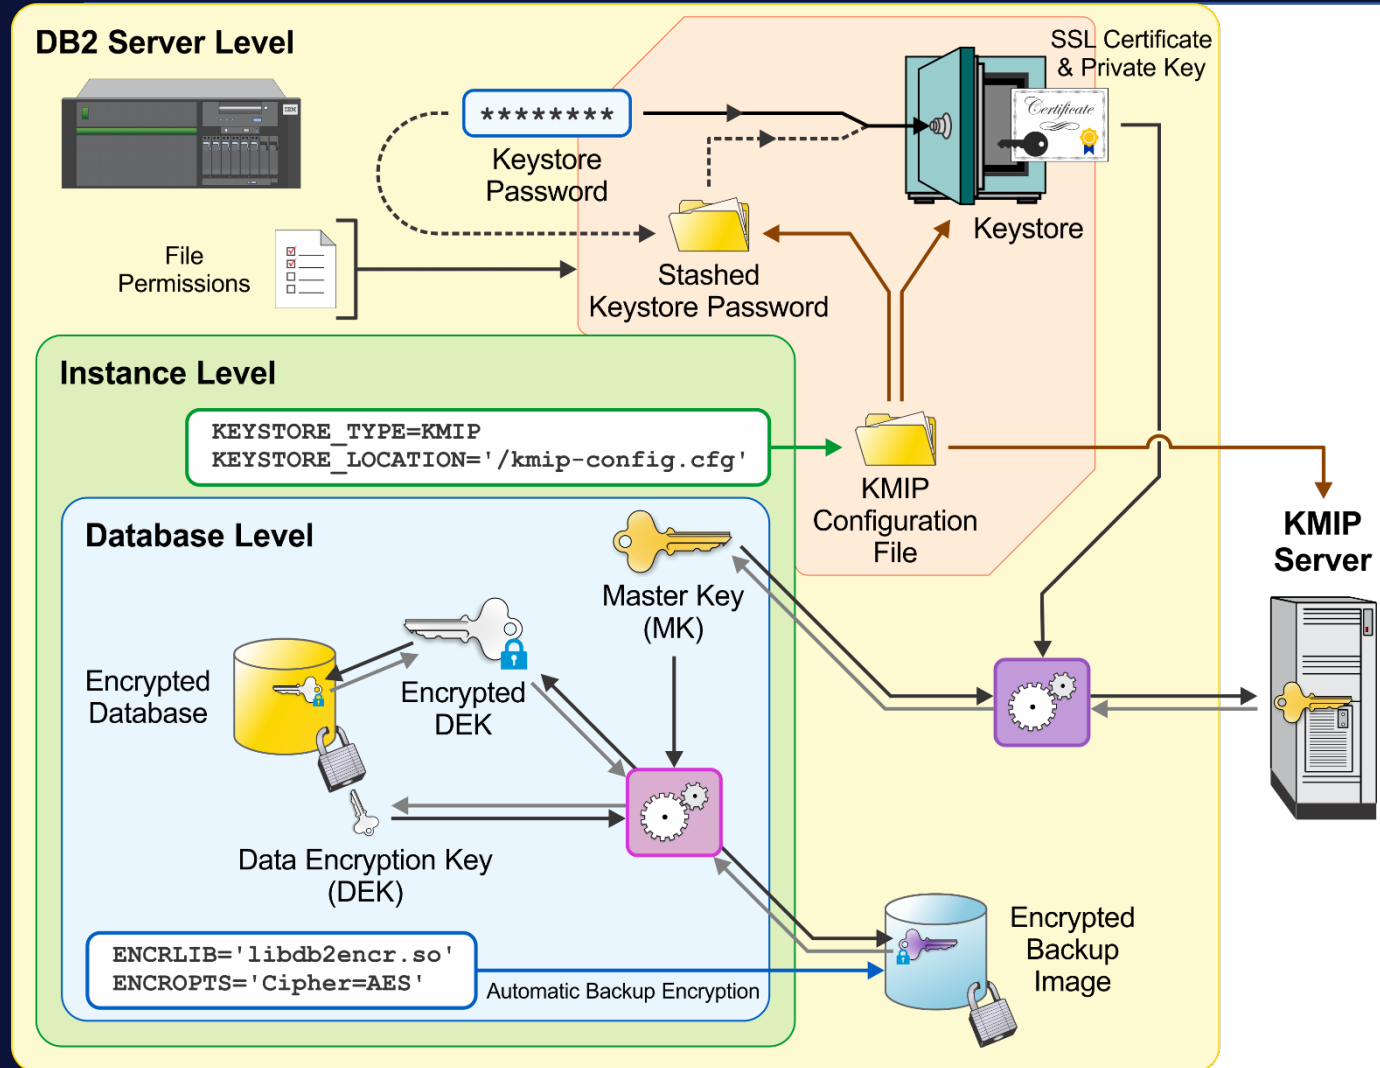 DB2 Server Level
SSL Certificate
& Private Key
IBM
********
Certificate
Keystore
Password
Keystore
File
Permissions
Stashed
Keystore Password
Instance Level
KEYSTORE_TYPE=KMIP
KEYSTORE_LOCATION='/kmip-config.cfg'
KMIP
Configuration
File
KMIP
Server
Database Level
Master Key
(MK)
Encrypted
Database
Encrypted
DEK
Data Encryption Key
(DEK)
Encrypted
Backup
Image
ENCRLIB='libdb2encr.so'
ENCROPTS='Cipher=AES'
Automatic Backup Encryption